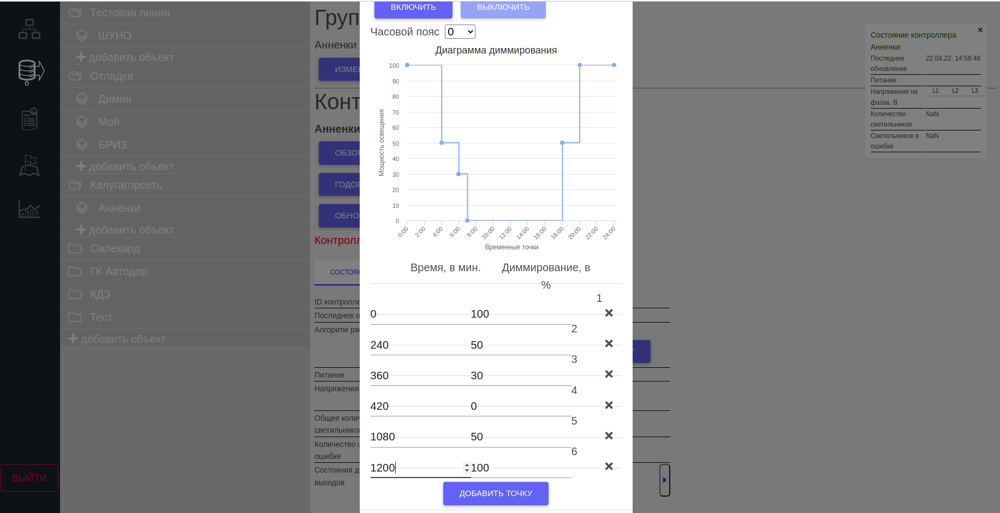 Тестовая линия
ШУНО
добавить объект
Отладка
Димин
Мой
БРИЗ
добавить объект
Калугагорсеть
Анненки
добавить объект
Салехард
ГК Автодор
КДЗ
Тест
добавить объект
ВЫЙТИ
Груп
Анненки
ИЗМЕ
Конт
Анненки
ОБЗО
ГОДО
ОБНО
Контрол
СОСТОЯ
ID контролле
Последнее о
Алгоритм ра
Питание
Напряжения
Общее коли
светильнико
Количество
ошибке
Состояния д
выходов
ВКЛЮЧИТЬ ВЫКЛЮЧИТЬ
Часовой пояс 0
Диаграмма диммирования
Мощность освещения
100
90
80
70
60
50
40
30
20
10
0
0:00 2:00 4:00 6:00 8:00 10:00 12:00 14:00 16:00 18:00 20:00 22:00 24:00
Временные точки
Время, в мин. Диммирование, в
%
1
0 100
2
240 50
3
360 30
4
420 0
5
1080 50
6
1200 100
ДОБАВИТЬ ТОЧКУ
Состояние контроллера
Анненки
Последнее 22.04.22, 14:58:48
обновление
Питание
Напряжения на L1 L2 L3
фазах, В
Количество NaN
светильников
Светильников в NaN
ошибке